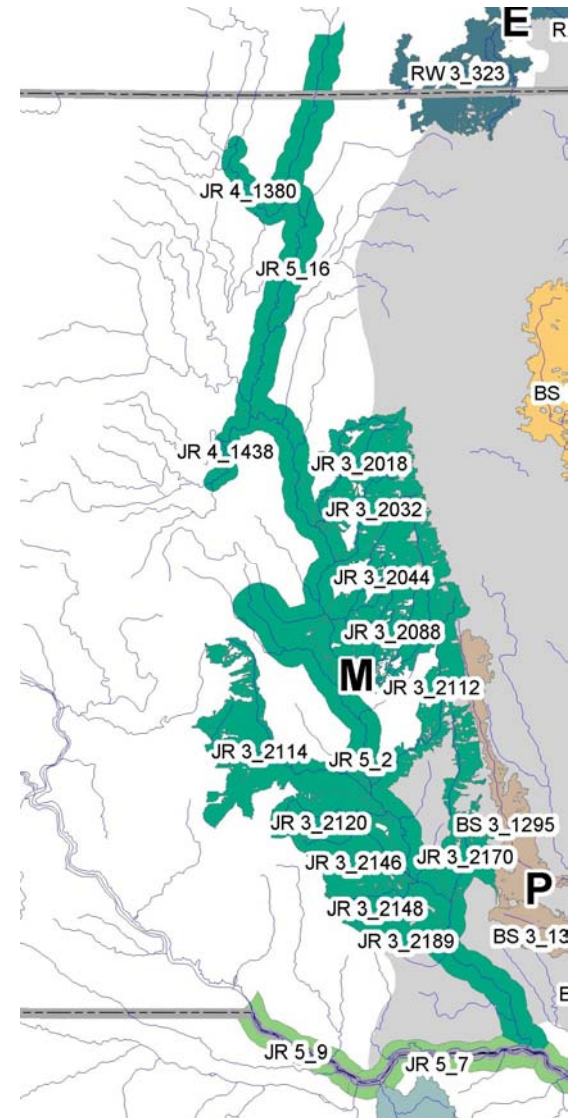 E
R
RW 3_323
JR 4_1380
JR 5_16
BS
JR 4_1438
JR 3_2018
JR 3_2032
JR 3_2044
JR 3_2088
M
JR 3_2112
JR 3_2114
JR 5_2
JR 3_2120
BS 3_1295
JR 3_2146
JR 3_2170
P
JR 3_2148
BS 3_13
JR 3_2189
JR 5_9
JR 5_7